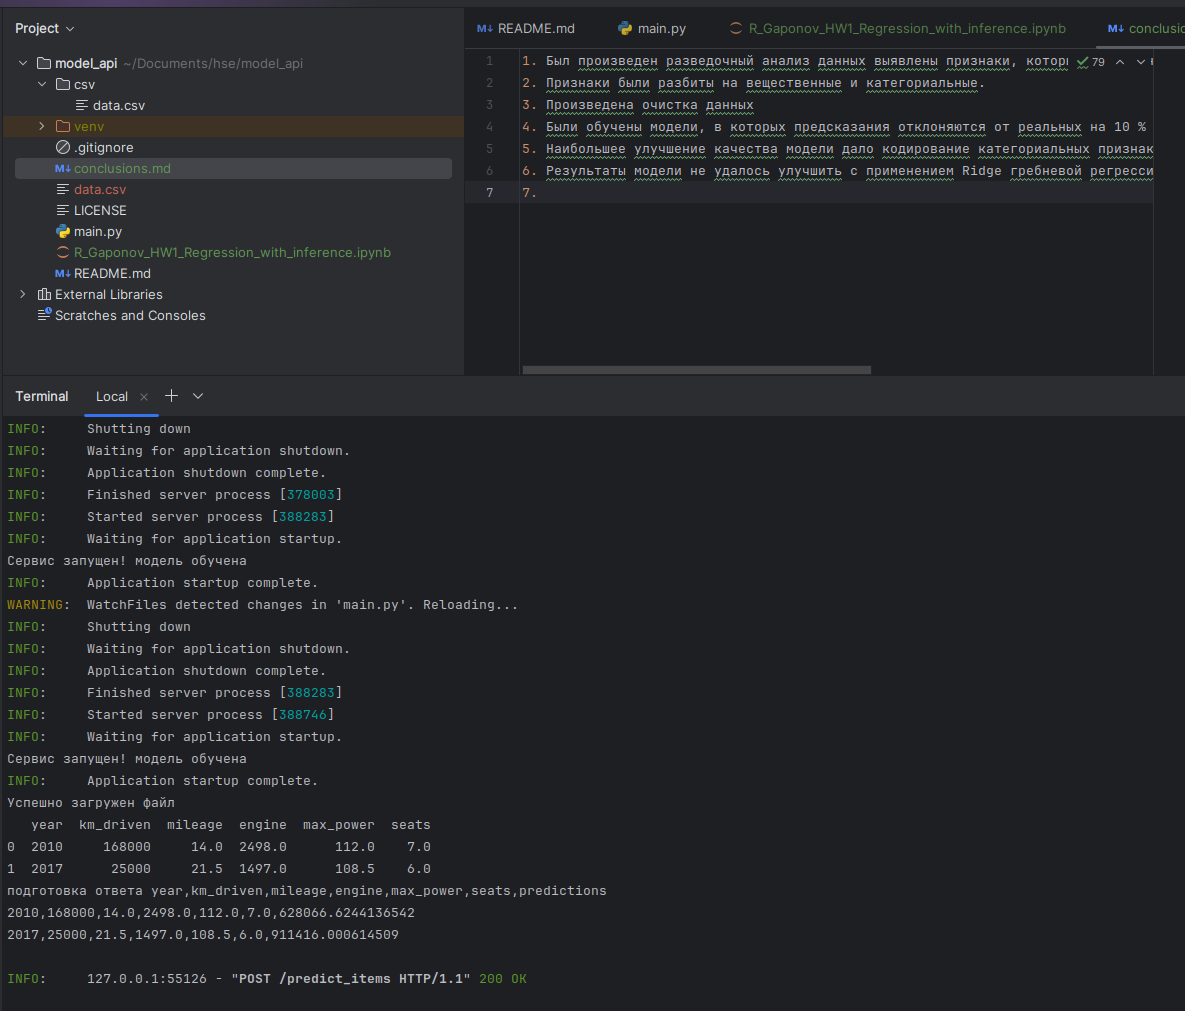 Project
README.md
main.py
R_Gaponov_HW1_Regression_with_inference.ipynb
model_api ~/Documents/hse/model_api
csv
data.csv
venv
.gitignore
conclusions.md
data.csv
LICENSE
main.py
R_Gaponov_HW1_Regression_with_inference.ipynb
README.md
External Libraries
Scratches and Consoles
79
1 1. Был произведен разведочный анализ данных выявлены признаки,
2 2. Признаки были разбиты на вещественные и категориальные.
3 3. Произведена очистка данных
4 4. Были обучены модели, в которых предсказания отклоняются от реальных на 10 %
5 5. Наибольшее улучшение качества модели дало кодирование категориальных
6 6. Результаты модели не удалось улучшить с применением Ridge гребневой
7 7.
Terminal Local
INFO: Shutting down
INFO: Waiting for application shutdown.
INFO: Application shutdown complete.
INFO: Finished server process [378003]
INFO: Started server process [388283]
INFO: Waiting for application startup.
Сервис запущен! модель обучена
INFO: Application startup complete.
WARNING: WatchFiles detected changes in 'main.py'. Reloading...
INFO: Shutting down
INFO: Waiting for application shutdown.
INFO: Application shutdown complete.
INFO: Finished server process [388283]
INFO: Started server process [388746]
INFO: Waiting for application startup.
Сервис запущен! модель обучена
INFO: Application startup complete.
Успешно загружен файл
year km_driven mileage engine max_power seats
0 2010 168000 14.0 2498.0 112.0 7.0
1 2017 25000 21.5 1497.0 108.5 6.0
подготовка ответа year,km_driven,mileage,engine,max_power,seats,predictions
2010,168000,14.0,2498.0,112.0,7.0,628066.6244136542
2017,25000,21.5,1497.0,108.5,6.0,911416.000614509
INFO: 127.0.0.1:55126 - "POST /predict_items HTTP/1.1" 200 OK